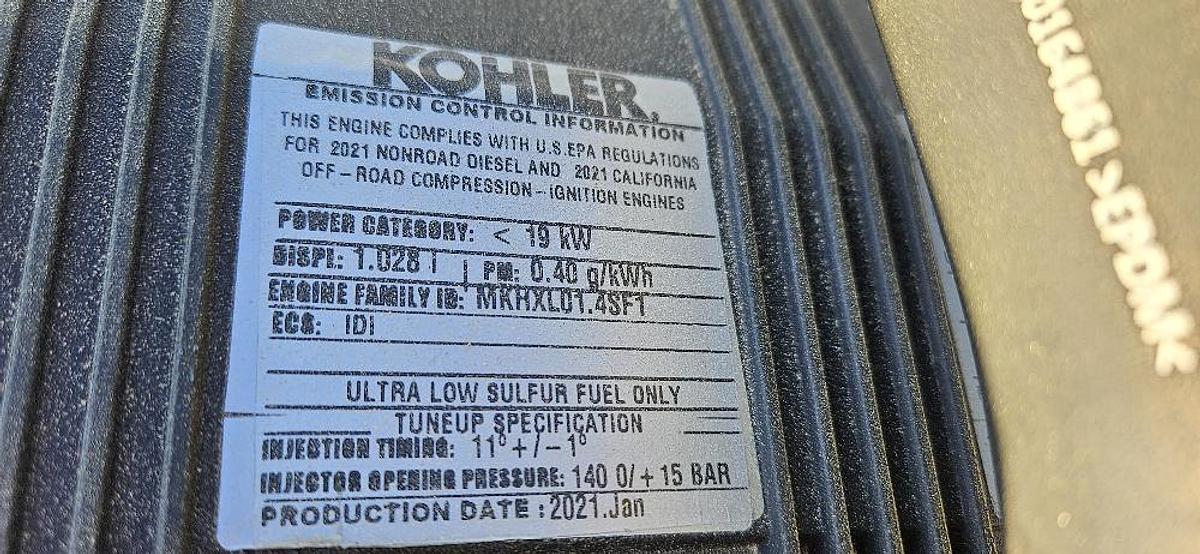 KOHLER®
EMISSION CONTROL INFORMATION
THIS ENGINE COMPLIES WITH U.S.EPA REGULATIONS
FOR 2021 NONROAD DIESEL AND 2021 CALIFORNIA
OFF-ROAD COMPRESSION-IGNITION ENGINES
POWER CATEGORY: < 19 kW
DISPL: 1.028 l | PM: 0.40 g/kWh
ENGINE FAMILY ID: MKHXL01.4SF1
ECS: IDI
ULTRA LOW SULFUR FUEL ONLY
TUNEUP SPECIFICATION
INJECTION TIMING: 11°+/-1°
INJECTOR OPENING PRESSURE: 140 0/+15 BAR
PRODUCTION DATE : 2021.Jan
>EPDM<